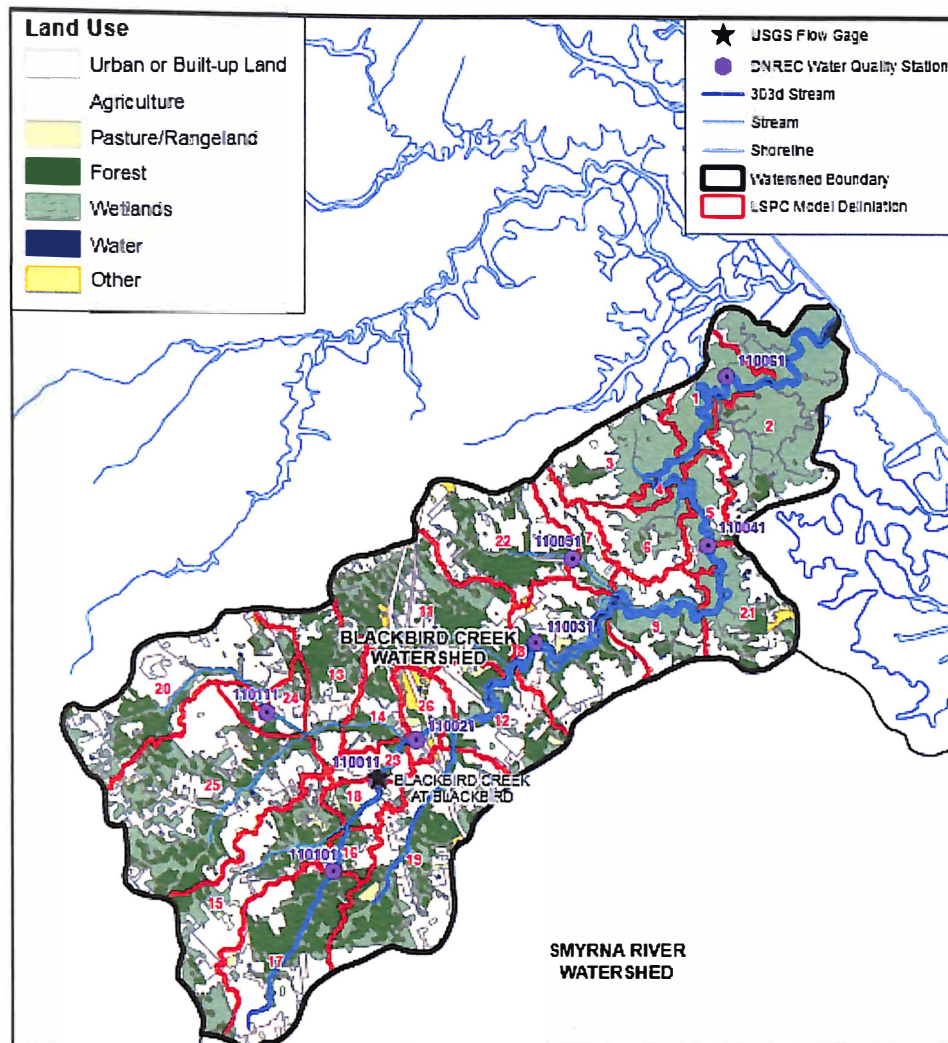 Land Use
Urban or Built-up Land
Agriculture
Pasture/Rangeland
Forest
Wetlands
Water
Other
USGS Flow Gage
DNREC Water Quality Station
303d Stream
Stream
Shoreline
Watershed Boundary
LSPC Model Deliniation
110061
1
2
3
4
5
110041
22
110051
7
6
11
110031
9
21
BLACKBIRD CREEK
WATERSHED
8
13
20
110111
24
26
12
14
110021
110011
23
BLACKBIRD CREEK
AT BLACKBIRD
25
18
110101
16
19
15
17
SMYRNA RIVER
WATERSHED